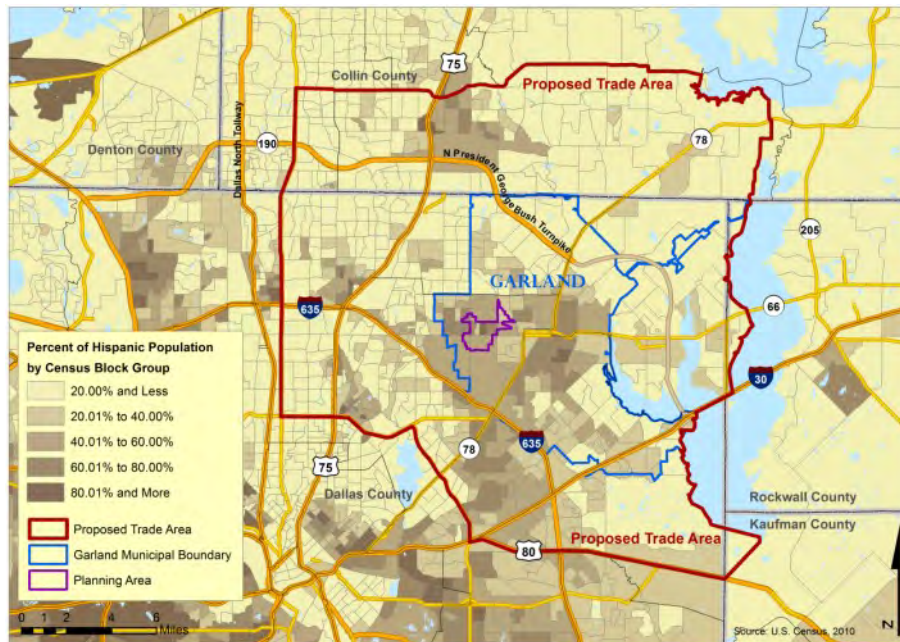 Collin County
75
Proposed Trade Area
Denton County
190
Dallas North Tollway
N President George Bush Turnpike
78
205
GARLAND
635
66
30
Percent of Hispanic Population
by Census Block Group
20.00% and Less
20.01% to 40.00%
40.01% to 60.00%
60.01% to 80.00%
80.01% and More
Proposed Trade Area
Garland Municipal Boundary
Planning Area
75
78
635
Dallas County
80
Proposed Trade Area
Rockwall County
Kaufman County
0 2 4 6
Miles
Source: U.S. Census, 2010
N